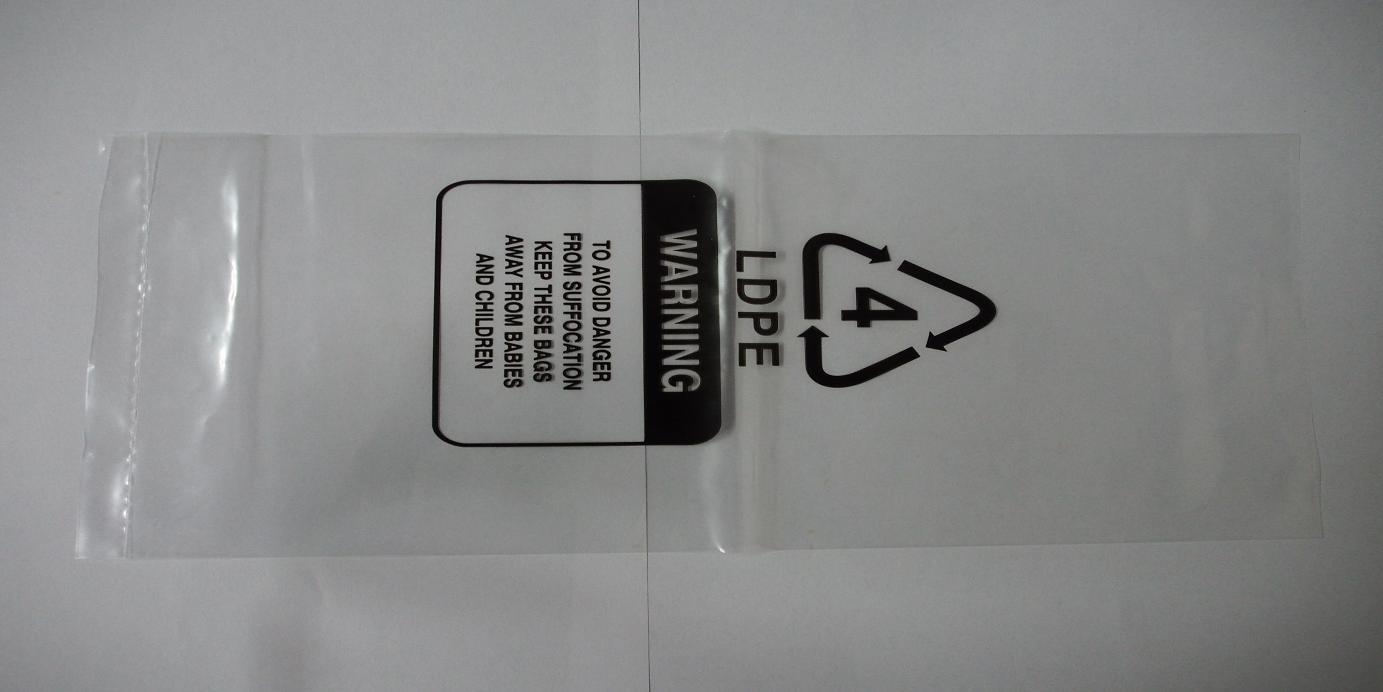 4
LDPE
WARNING
TO AVOID DANGER
FROM SUFFOCATION
KEEP THESE BAGS
AWAY FROM BABIES
AND CHILDREN